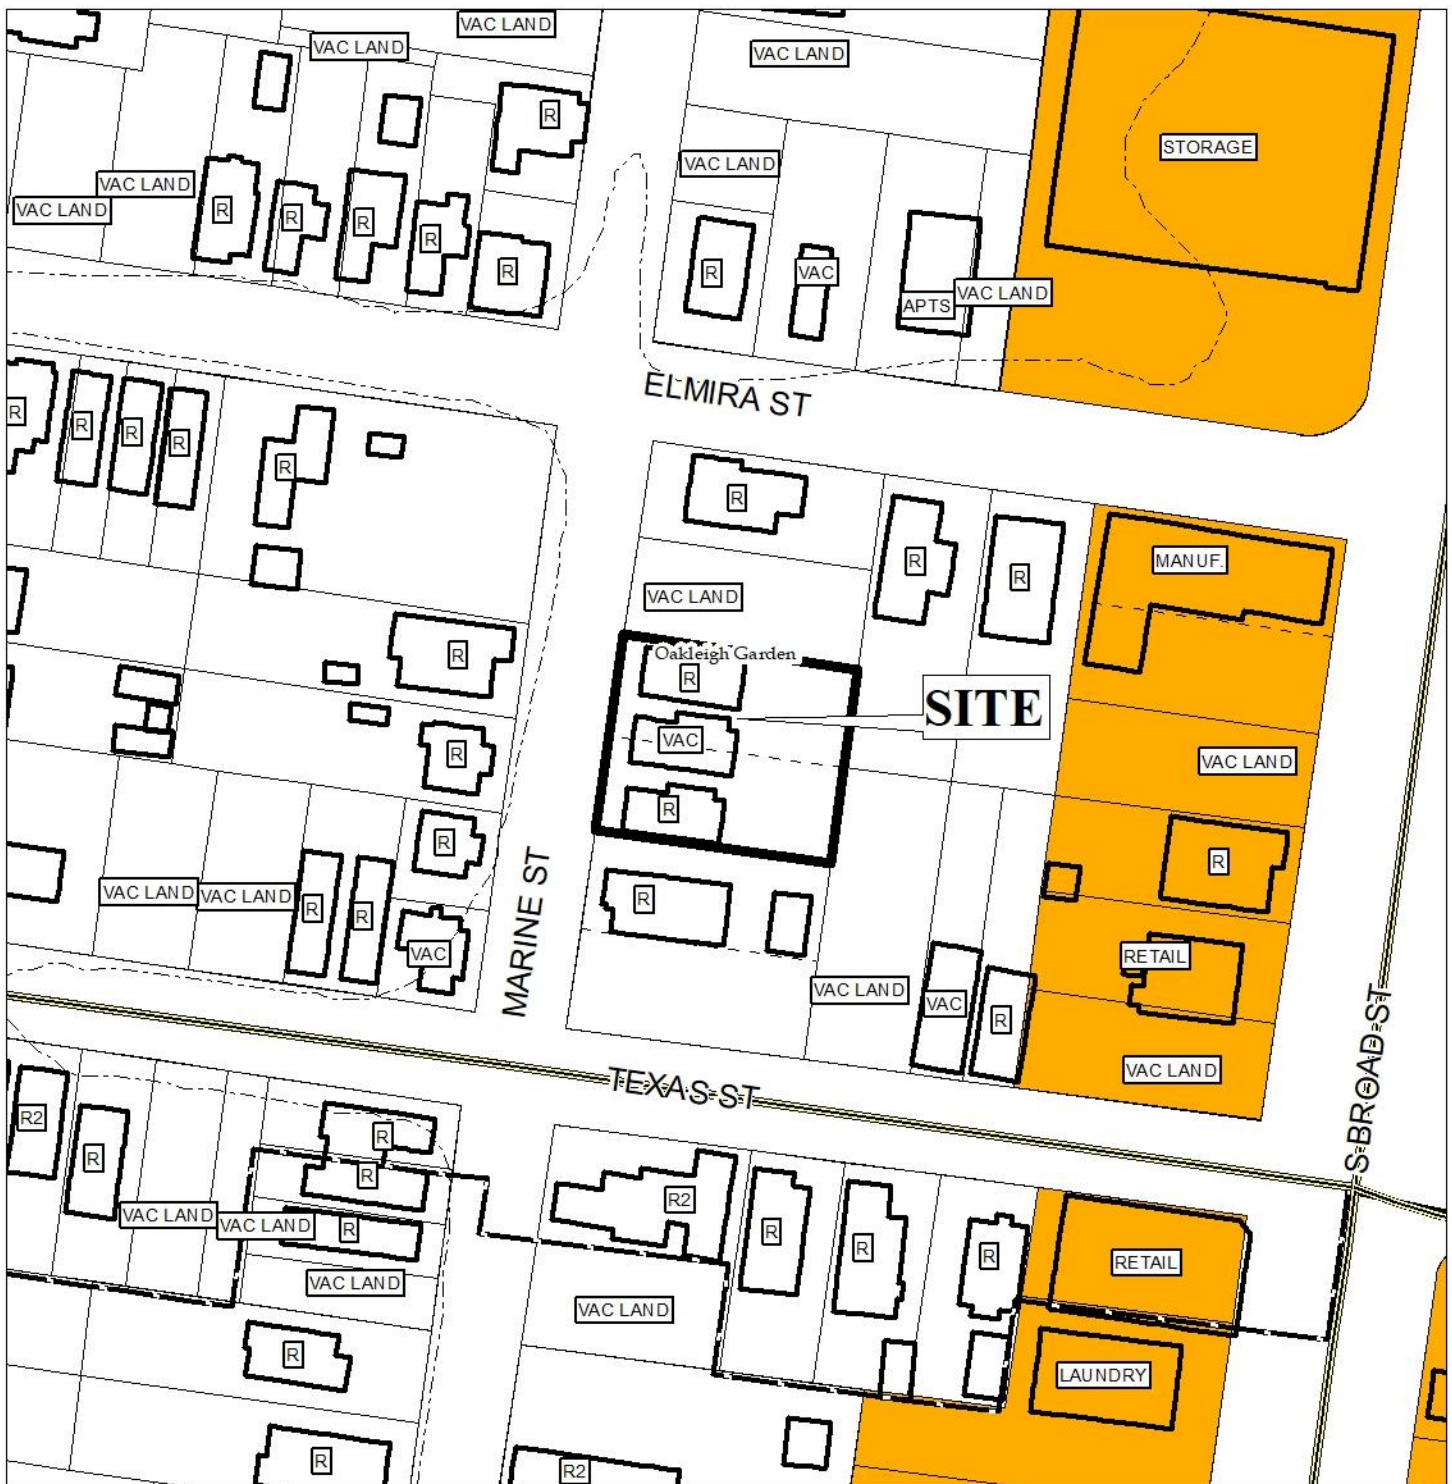 VAC LAND
VAC LAND
VAC LAND
R
STORAGE
VAC LAND
VAC LAND
VAC LAND
R
R
R
R
R
R
VAC
APTS
VAC LAND
ELMIRA ST
R
R
R
R
R
R
R
R
MANUF.
VAC LAND
Oakleigh Garden
R
R
SITE
VAC
R
VAC LAND
R
R
R
VAC LAND
VAC LAND
R
R
R
MARINE ST
VAC
RETAIL
VAC LAND
VAC
R
VAC LAND
S BROAD ST
TEXAS ST
R2
R
R
R
VAC LAND
VAC LAND
R
R2
R
R
R
RETAIL
VAC LAND
VAC LAND
R
LAUNDRY
R
R2